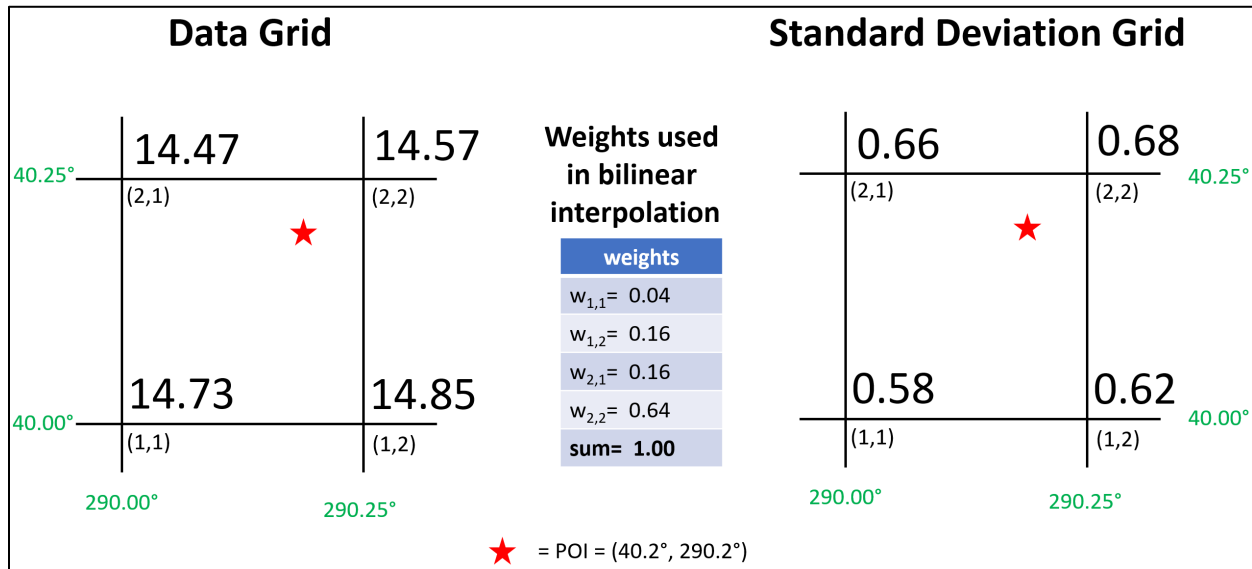 Data Grid
Standard Deviation Grid
14.47
14.57
40.25°
(2,1)
(2,2)
14.73
14.85
40.00°
(1,1)
(1,2)
290.00°
290.25°
Weights used
in bilinear
interpolation
weights
w1,1= 0.04
w1,2= 0.16
w2,1= 0.16
w2,2= 0.64
sum= 1.00
0.66
0.68
40.25°
(2,1)
(2,2)
0.58
0.62
40.00°
(1,1)
(1,2)
290.00°
290.25°
= POI = (40.2°, 290.2°)